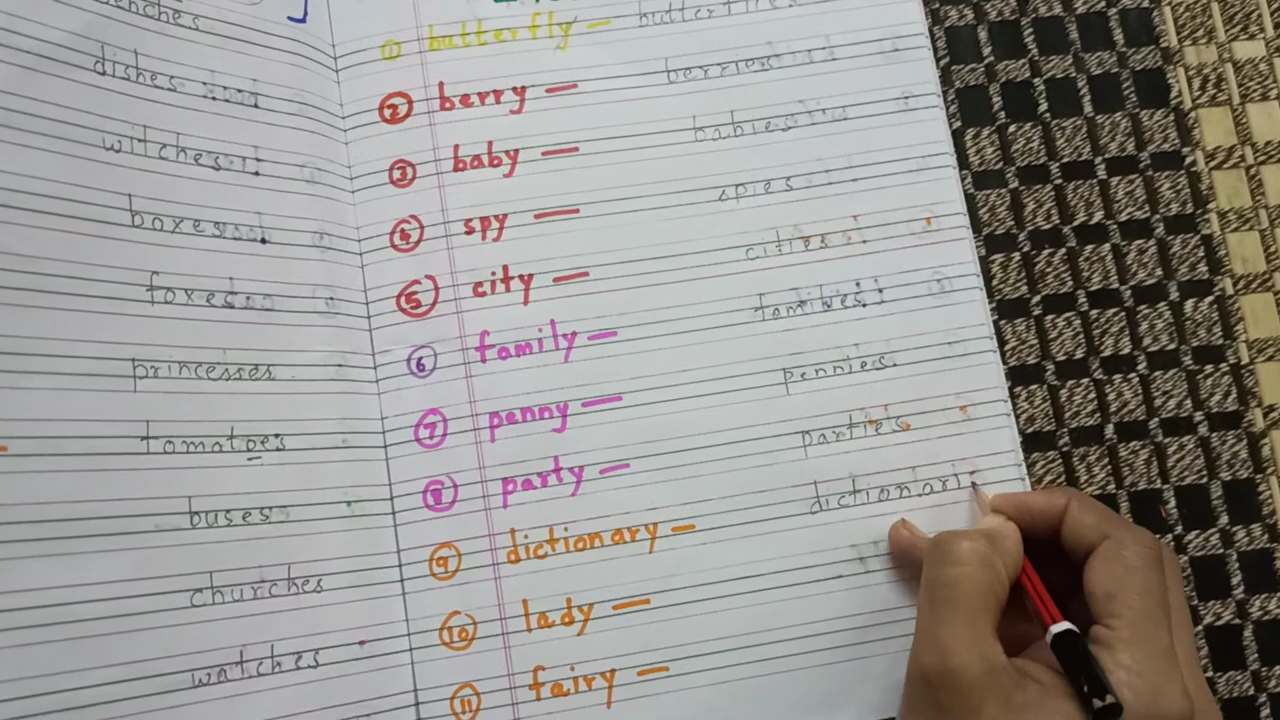 dishes
witches
boxes
foxes
princesses
tomatoes
buses
churches
watches
① butterfly – butterflies
② berry – berries
③ baby – babies
④ spy – spies
⑤ city – cities
⑥ family – families
⑦ penny – pennies
⑧ party – parties
⑨ dictionary – dictionari
⑩ lady –
⑪ fairy –